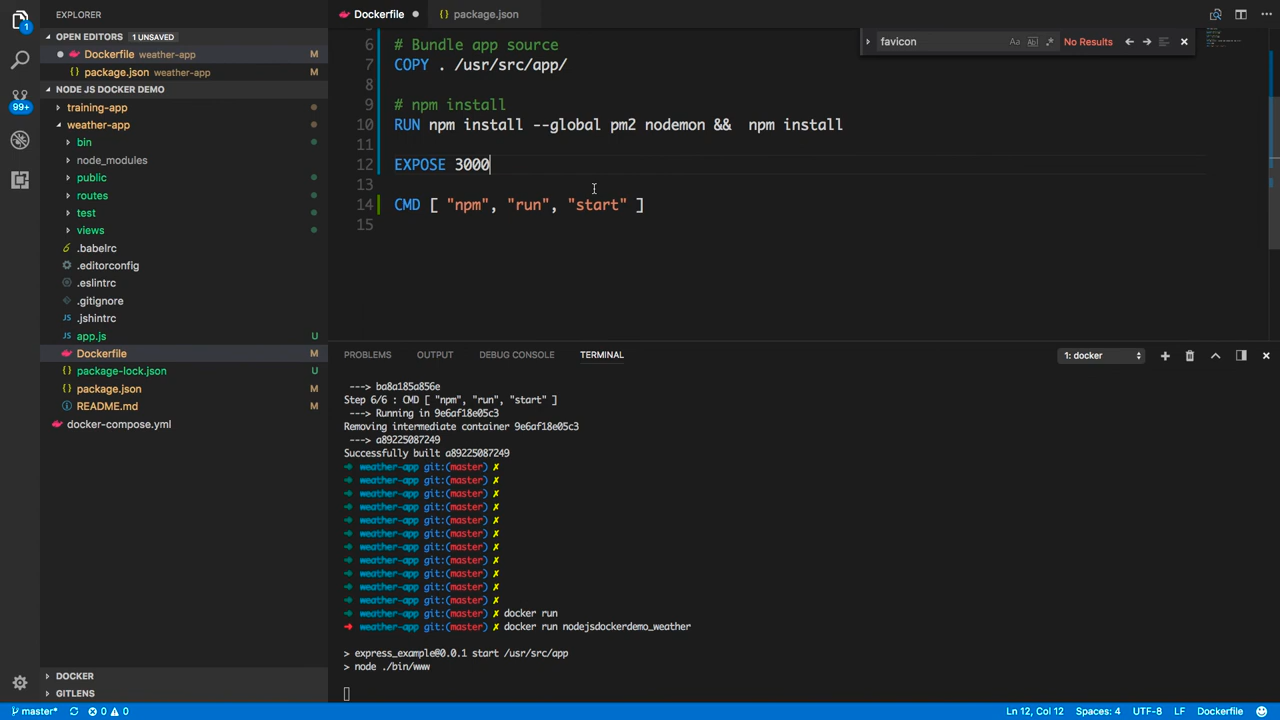 EXPLORER
OPEN EDITORS 1 UNSAVED
Dockerfile weather-app M
package.json weather-app M
NODE JS DOCKER DEMO
training-app
weather-app
bin
node_modules
public
routes
test
views
.babelrc
.editorconfig
.eslintrc
.gitignore
.jshintrc
app.js U
Dockerfile M
package-lock.json U
package.json M
README.md M
docker-compose.yml
DOCKER
GITLENS
1
99+
Dockerfile
package.json
favicon Aa Abl .* No Results
6 # Bundle app source
7 COPY . /usr/src/app/
8
9 # npm install
10 RUN npm install --global pm2 nodemon && npm install
11
12 EXPOSE 3000
13
14 CMD [ "npm", "run", "start" ]
15
PROBLEMS OUTPUT DEBUG CONSOLE TERMINAL 1: docker
---> ba8a185a856e
Step 6/6 : CMD [ "npm", "run", "start" ]
---> Running in 9e6af18e05c3
Removing intermediate container 9e6af18e05c3
---> a89225087249
Successfully built a89225087249
➜ weather-app git:(master) ✗
➜ weather-app git:(master) ✗
➜ weather-app git:(master) ✗
➜ weather-app git:(master) ✗
➜ weather-app git:(master) ✗
➜ weather-app git:(master) ✗
➜ weather-app git:(master) ✗
➜ weather-app git:(master) ✗
➜ weather-app git:(master) ✗
➜ weather-app git:(master) ✗
➜ weather-app git:(master) ✗
➜ weather-app git:(master) ✗ docker run
➜ weather-app git:(master) ✗ docker run nodejsdockerdemo_weather
> express_example@0.0.1 start /usr/src/app
> node ./bin/www
master* 0 0 Ln 12, Col 12 Spaces: 4 UTF-8 LF Dockerfile